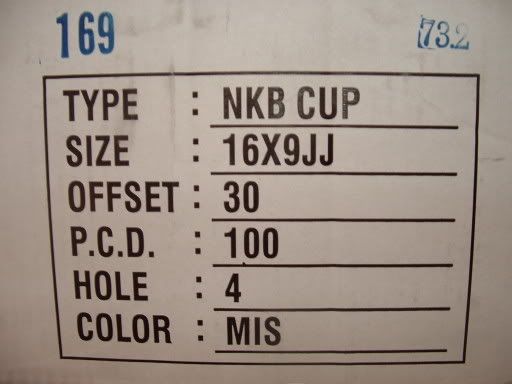 169 73.2
TYPE : NKB CUP
SIZE : 16X9JJ
OFFSET : 30
P.C.D. : 100
HOLE : 4
COLOR : MIS